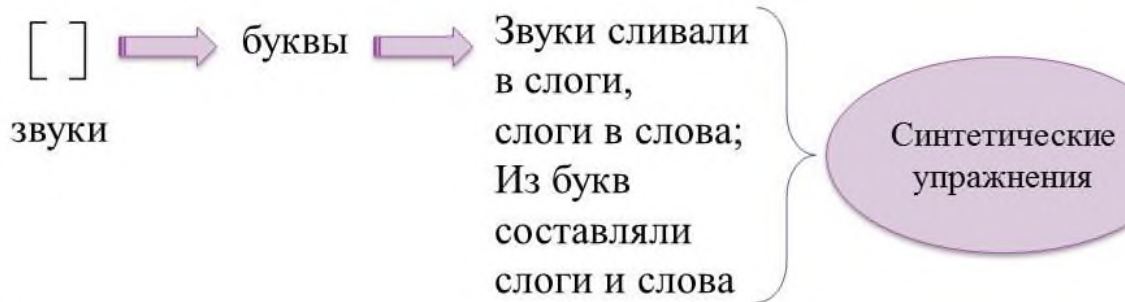 [ ]
звуки
буквы
Звуки сливали
в слоги,
слоги в слова;
Из букв
составляли
слоги и слова
Синтетические
упражнения